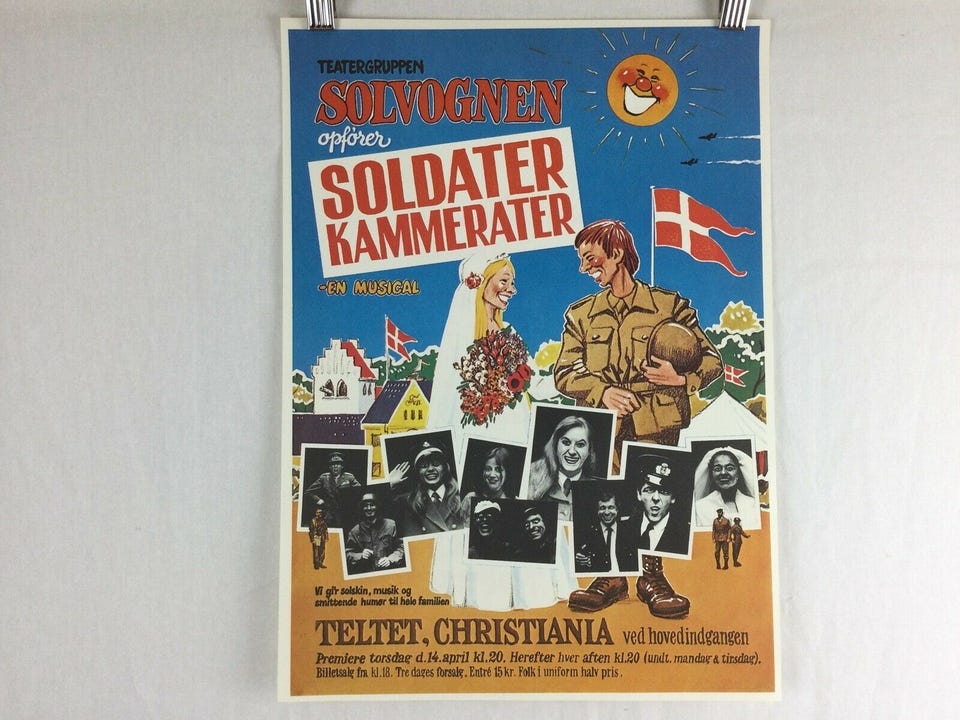 TEATERGRUPPEN
SOLVOGNEN
opfører
SOLDATER
KAMMERATER
-EN MUSICAL
Vi gi'r solskin, musik og
smittende humør til hele familien
TELTET, CHRISTIANIA ved hovedindgangen
Premiere torsdag d.14.april kl.20. Herefter hver aften kl.20 (undt. mandag & tirsdag).
Billetsalg fra kl.18. Tre dages forsalg. Entré 15 kr. Folk i uniform halv pris.